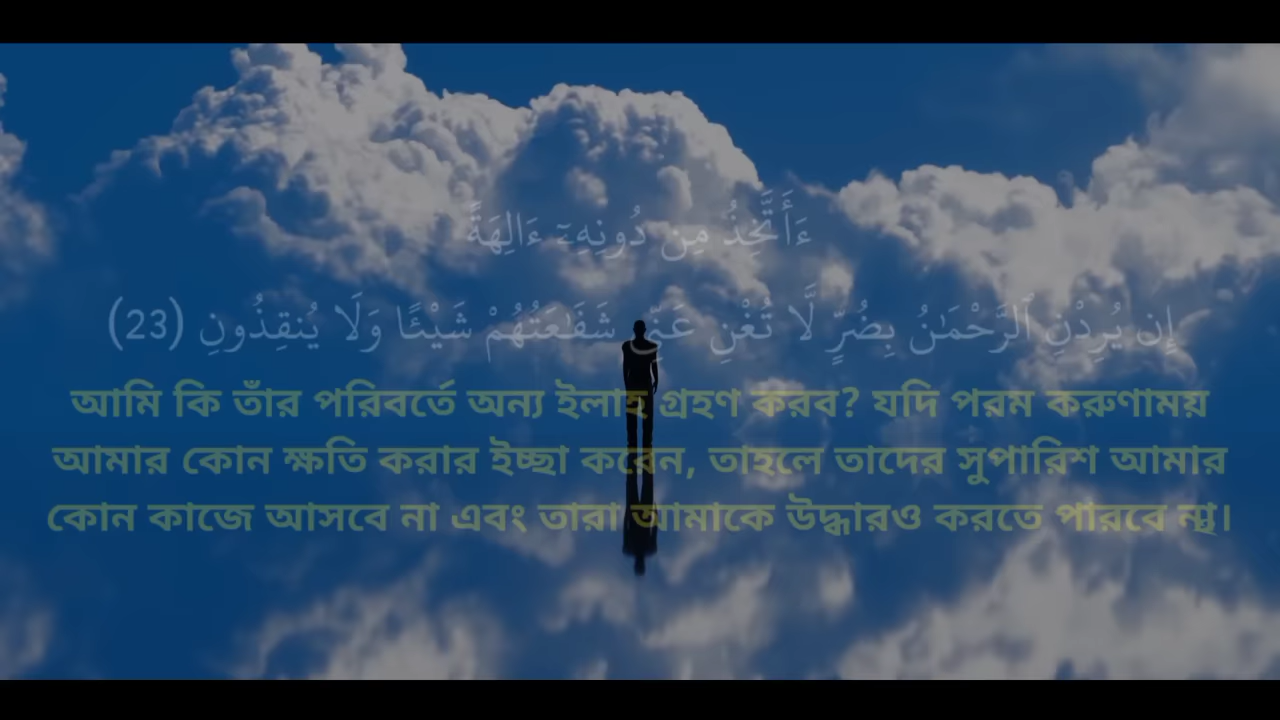 ءَأَتَّخِذُ مِن دُونِهِۦٓ ءَالِهَةً
إِن يُرِدْنِ ٱلرَّحْمَـٰنُ بِضُرٍّ لَّا تُغْنِ عَنِّى شَفَـٰعَتُهُمْ شَيْـًٔا وَلَا يُنقِذُونِ (23)
আমি কি তাঁর পরিবর্তে অন্য ইলাহ গ্রহণ করব? যদি পরম করুণাময়
আমার কোন ক্ষতি করার ইচ্ছা করেন, তাহলে তাদের সুপারিশ আমার
কোন কাজে আসবে না এবং তারা আমাকে উদ্ধারও করতে পারবে না।